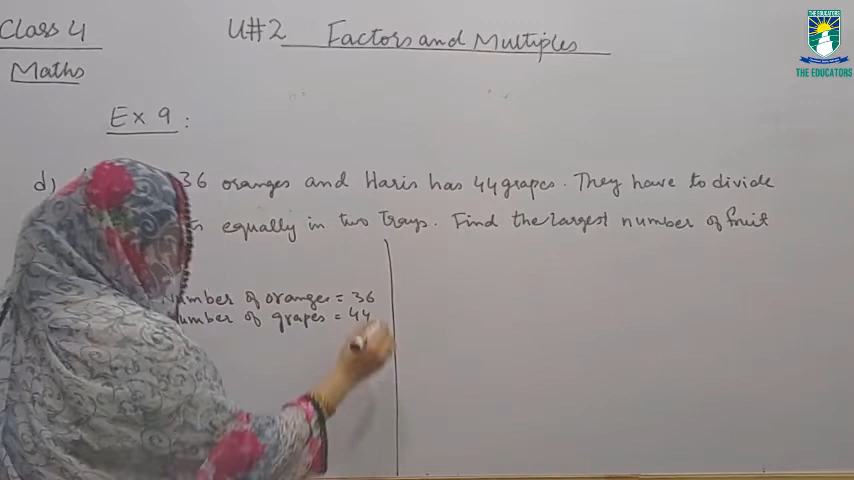 Class 4
U#2 Factors and Multiples
THE EDUCATORS
Maths
Ex 9 :
d) 36 oranges and Haris has 44 grapes. They have to divide
equally in two trays. Find the largest number of fruit
Number of oranges = 36
Number of grapes = 44